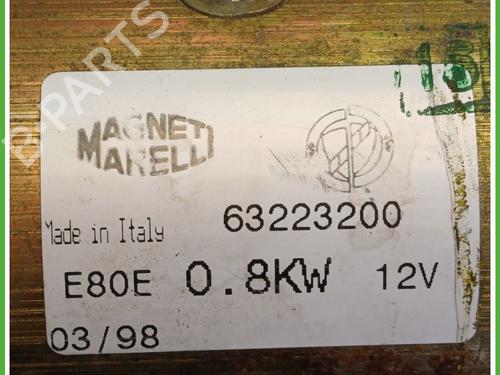 B-PARTS
MAGNETI
MARELLI
Made in Italy 63223200
E80E 0.8KW 12V
03/98